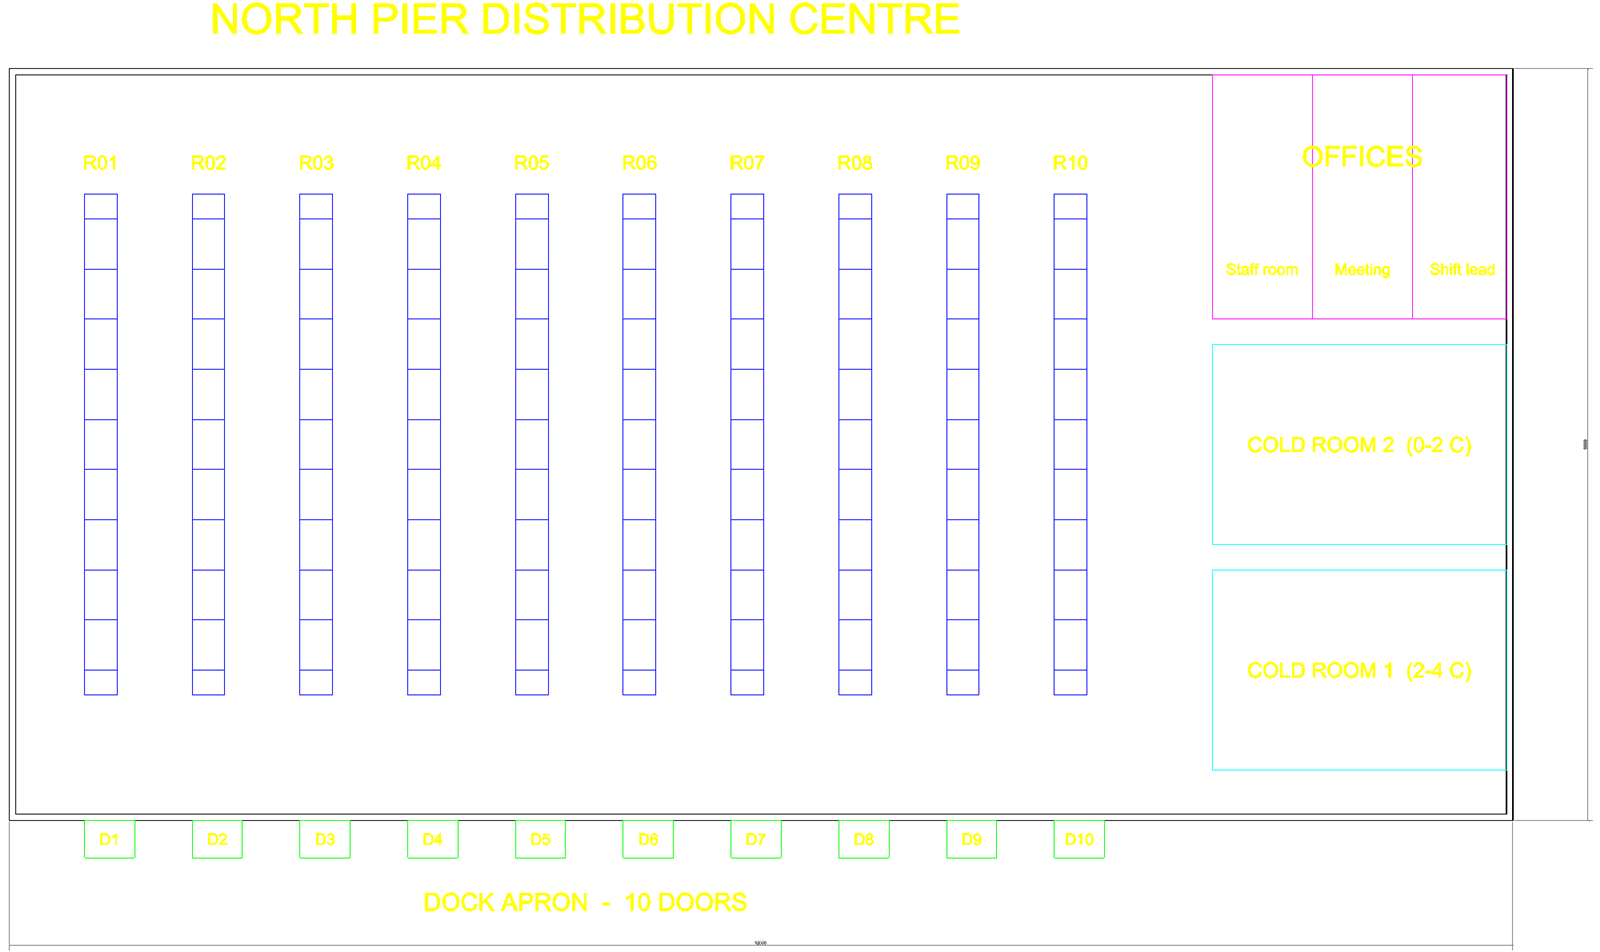 NORTH PIER DISTRIBUTION CENTRE
R01 R02 R03 R04 R05 R06 R07 R08 R09 R10
OFFICES
Staff room Meeting Shift lead
COLD ROOM 2 (0-2 C)
COLD ROOM 1 (2-4 C)
D1 D2 D3 D4 D5 D6 D7 D8 D9 D10
DOCK APRON - 10 DOORS